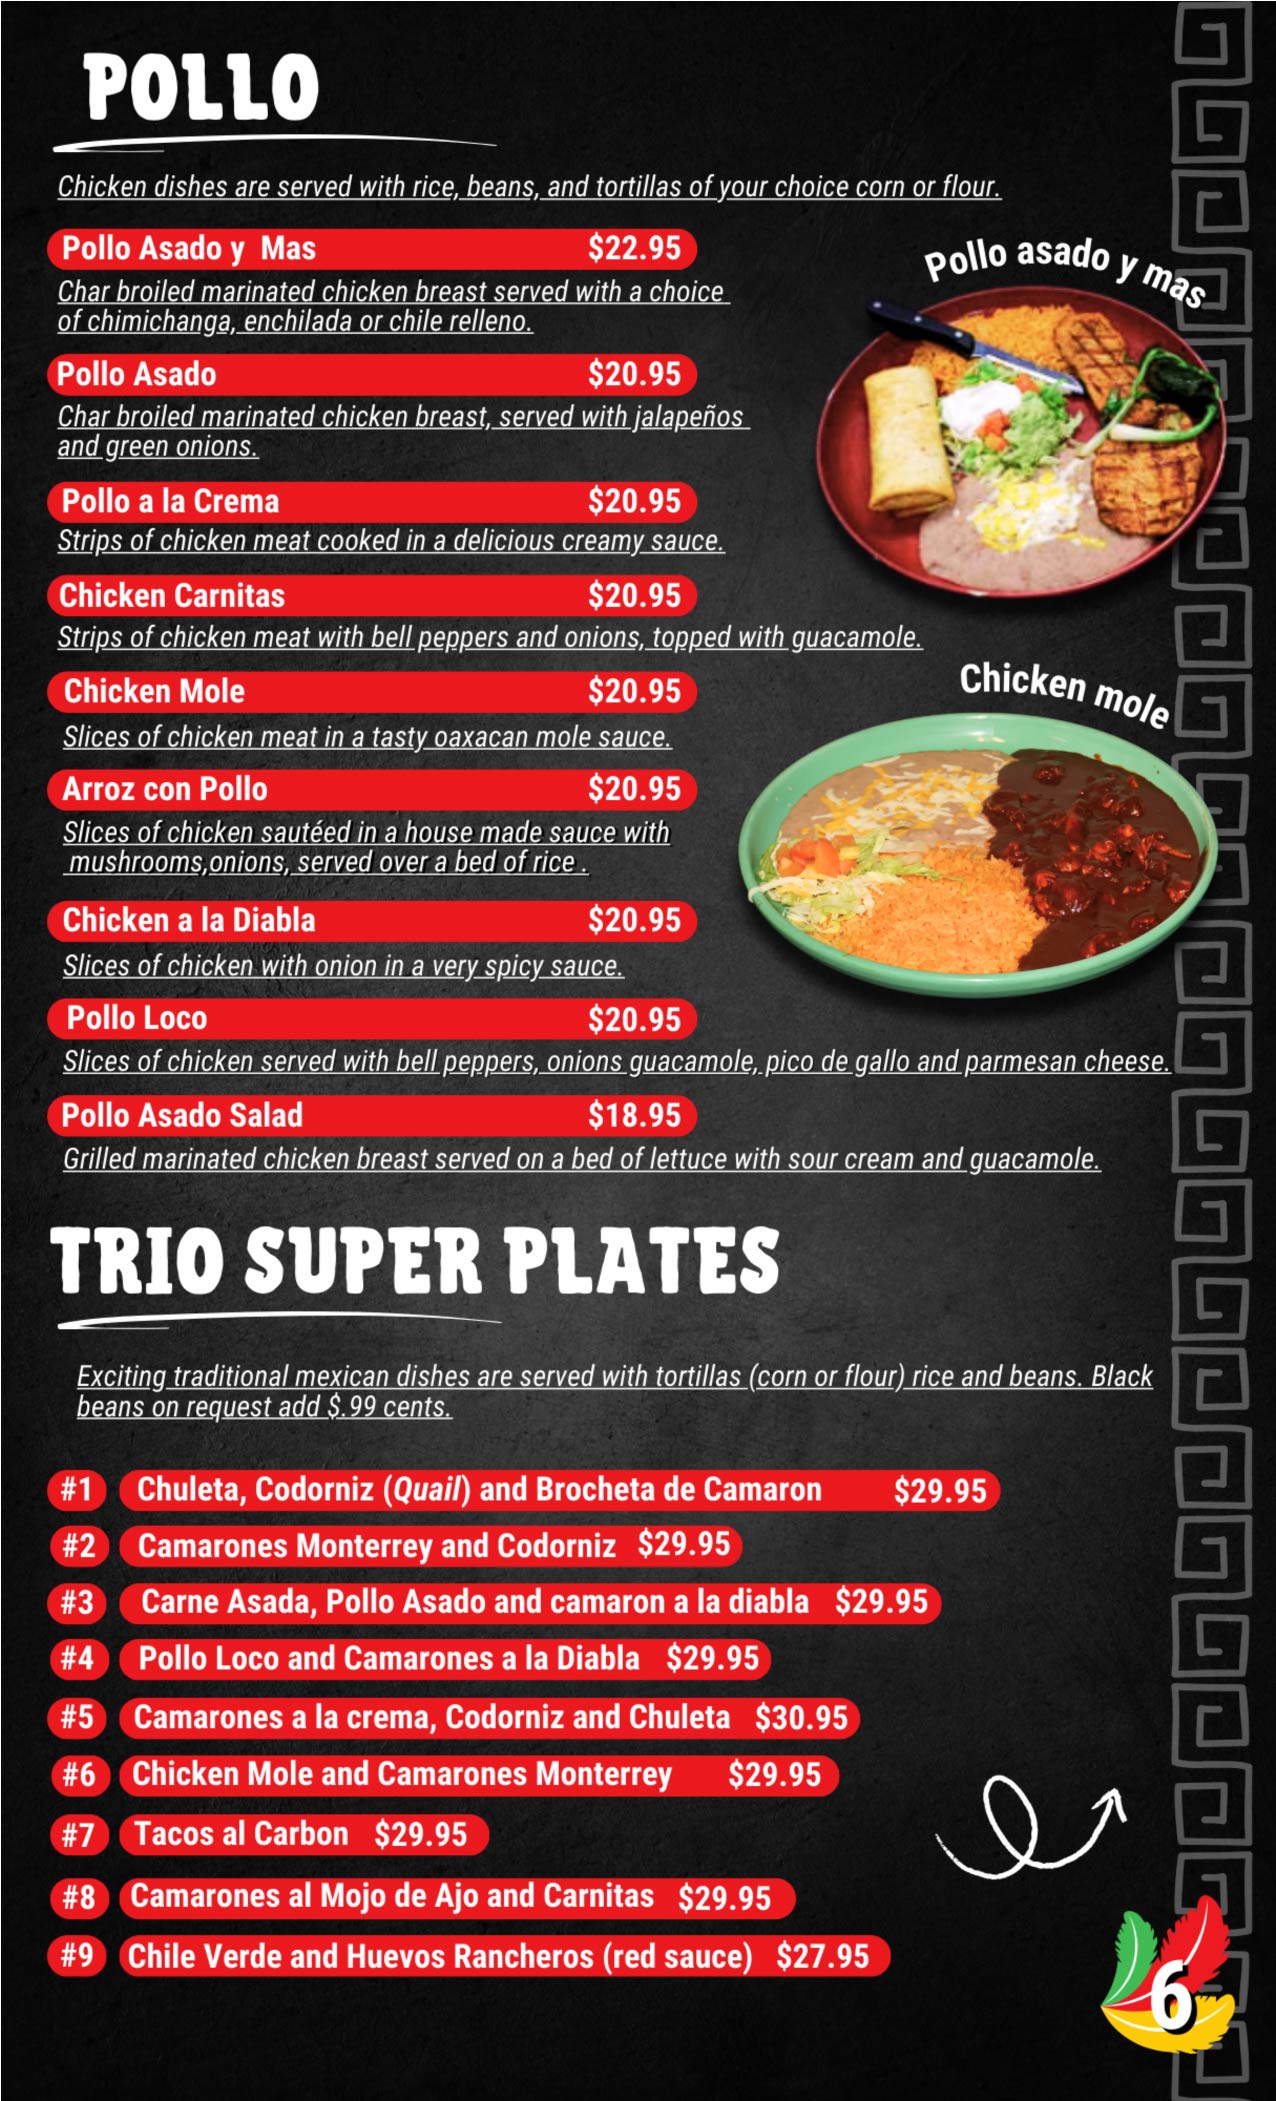 POLLO
Chicken dishes are served with rice, beans, and tortillas of your choice corn or flour.
Pollo Asado y Mas $22.95
Char broiled marinated chicken breast served with a choice
of chimichanga, enchilada or chile relleno.
Pollo Asado $20.95
Char broiled marinated chicken breast, served with jalapeños
and green onions.
Pollo a la Crema $20.95
Strips of chicken meat cooked in a delicious creamy sauce.
Chicken Carnitas $20.95
Strips of chicken meat with bell peppers and onions, topped with guacamole.
Chicken Mole $20.95
Slices of chicken meat in a tasty oaxacan mole sauce.
Arroz con Pollo $20.95
Slices of chicken sautéed in a house made sauce with
mushrooms,onions, served over a bed of rice .
Chicken a la Diabla $20.95
Slices of chicken with onion in a very spicy sauce.
Pollo Loco $20.95
Slices of chicken served with bell peppers, onions guacamole, pico de gallo and parmesan cheese.
Pollo Asado Salad $18.95
Grilled marinated chicken breast served on a bed of lettuce with sour cream and guacamole.
Pollo asado y mas
Chicken mole
TRIO SUPER PLATES
Exciting traditional mexican dishes are served with tortillas (corn or flour) rice and beans. Black
beans on request add $.99 cents.
#1 Chuleta, Codorniz (Quail) and Brocheta de Camaron $29.95
#2 Camarones Monterrey and Codorniz $29.95
#3 Carne Asada, Pollo Asado and camaron a la diabla $29.95
#4 Pollo Loco and Camarones a la Diabla $29.95
#5 Camarones a la crema, Codorniz and Chuleta $30.95
#6 Chicken Mole and Camarones Monterrey $29.95
#7 Tacos al Carbon $29.95
#8 Camarones al Mojo de Ajo and Carnitas $29.95
#9 Chile Verde and Huevos Rancheros (red sauce) $27.95
6